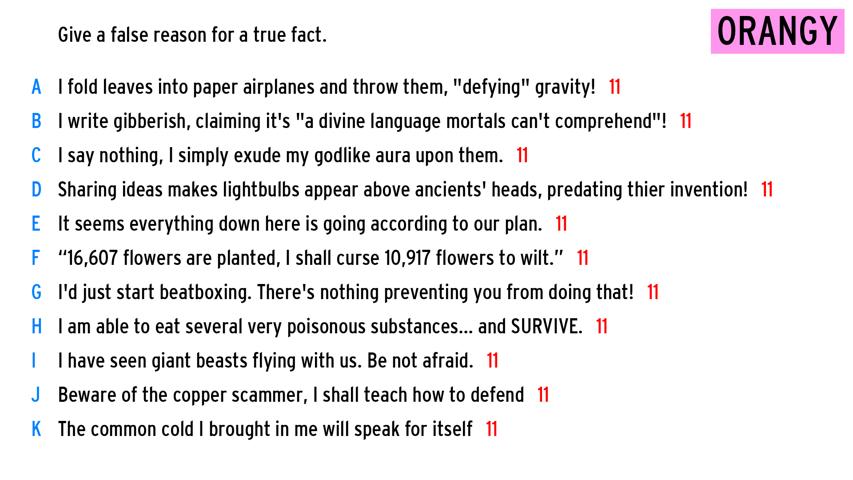 Give a false reason for a true fact.
ORANGY
A I fold leaves into paper airplanes and throw them, "defying" gravity! 11
B I write gibberish, claiming it's "a divine language mortals can't comprehend"! 11
C I say nothing, I simply exude my godlike aura upon them. 11
D Sharing ideas makes lightbulbs appear above ancients' heads, predating thier invention! 11
E It seems everything down here is going according to our plan. 11
F “16,607 flowers are planted, I shall curse 10,917 flowers to wilt.” 11
G I'd just start beatboxing. There's nothing preventing you from doing that! 11
H I am able to eat several very poisonous substances... and SURVIVE. 11
I I have seen giant beasts flying with us. Be not afraid. 11
J Beware of the copper scammer, I shall teach how to defend 11
K The common cold I brought in me will speak for itself 11